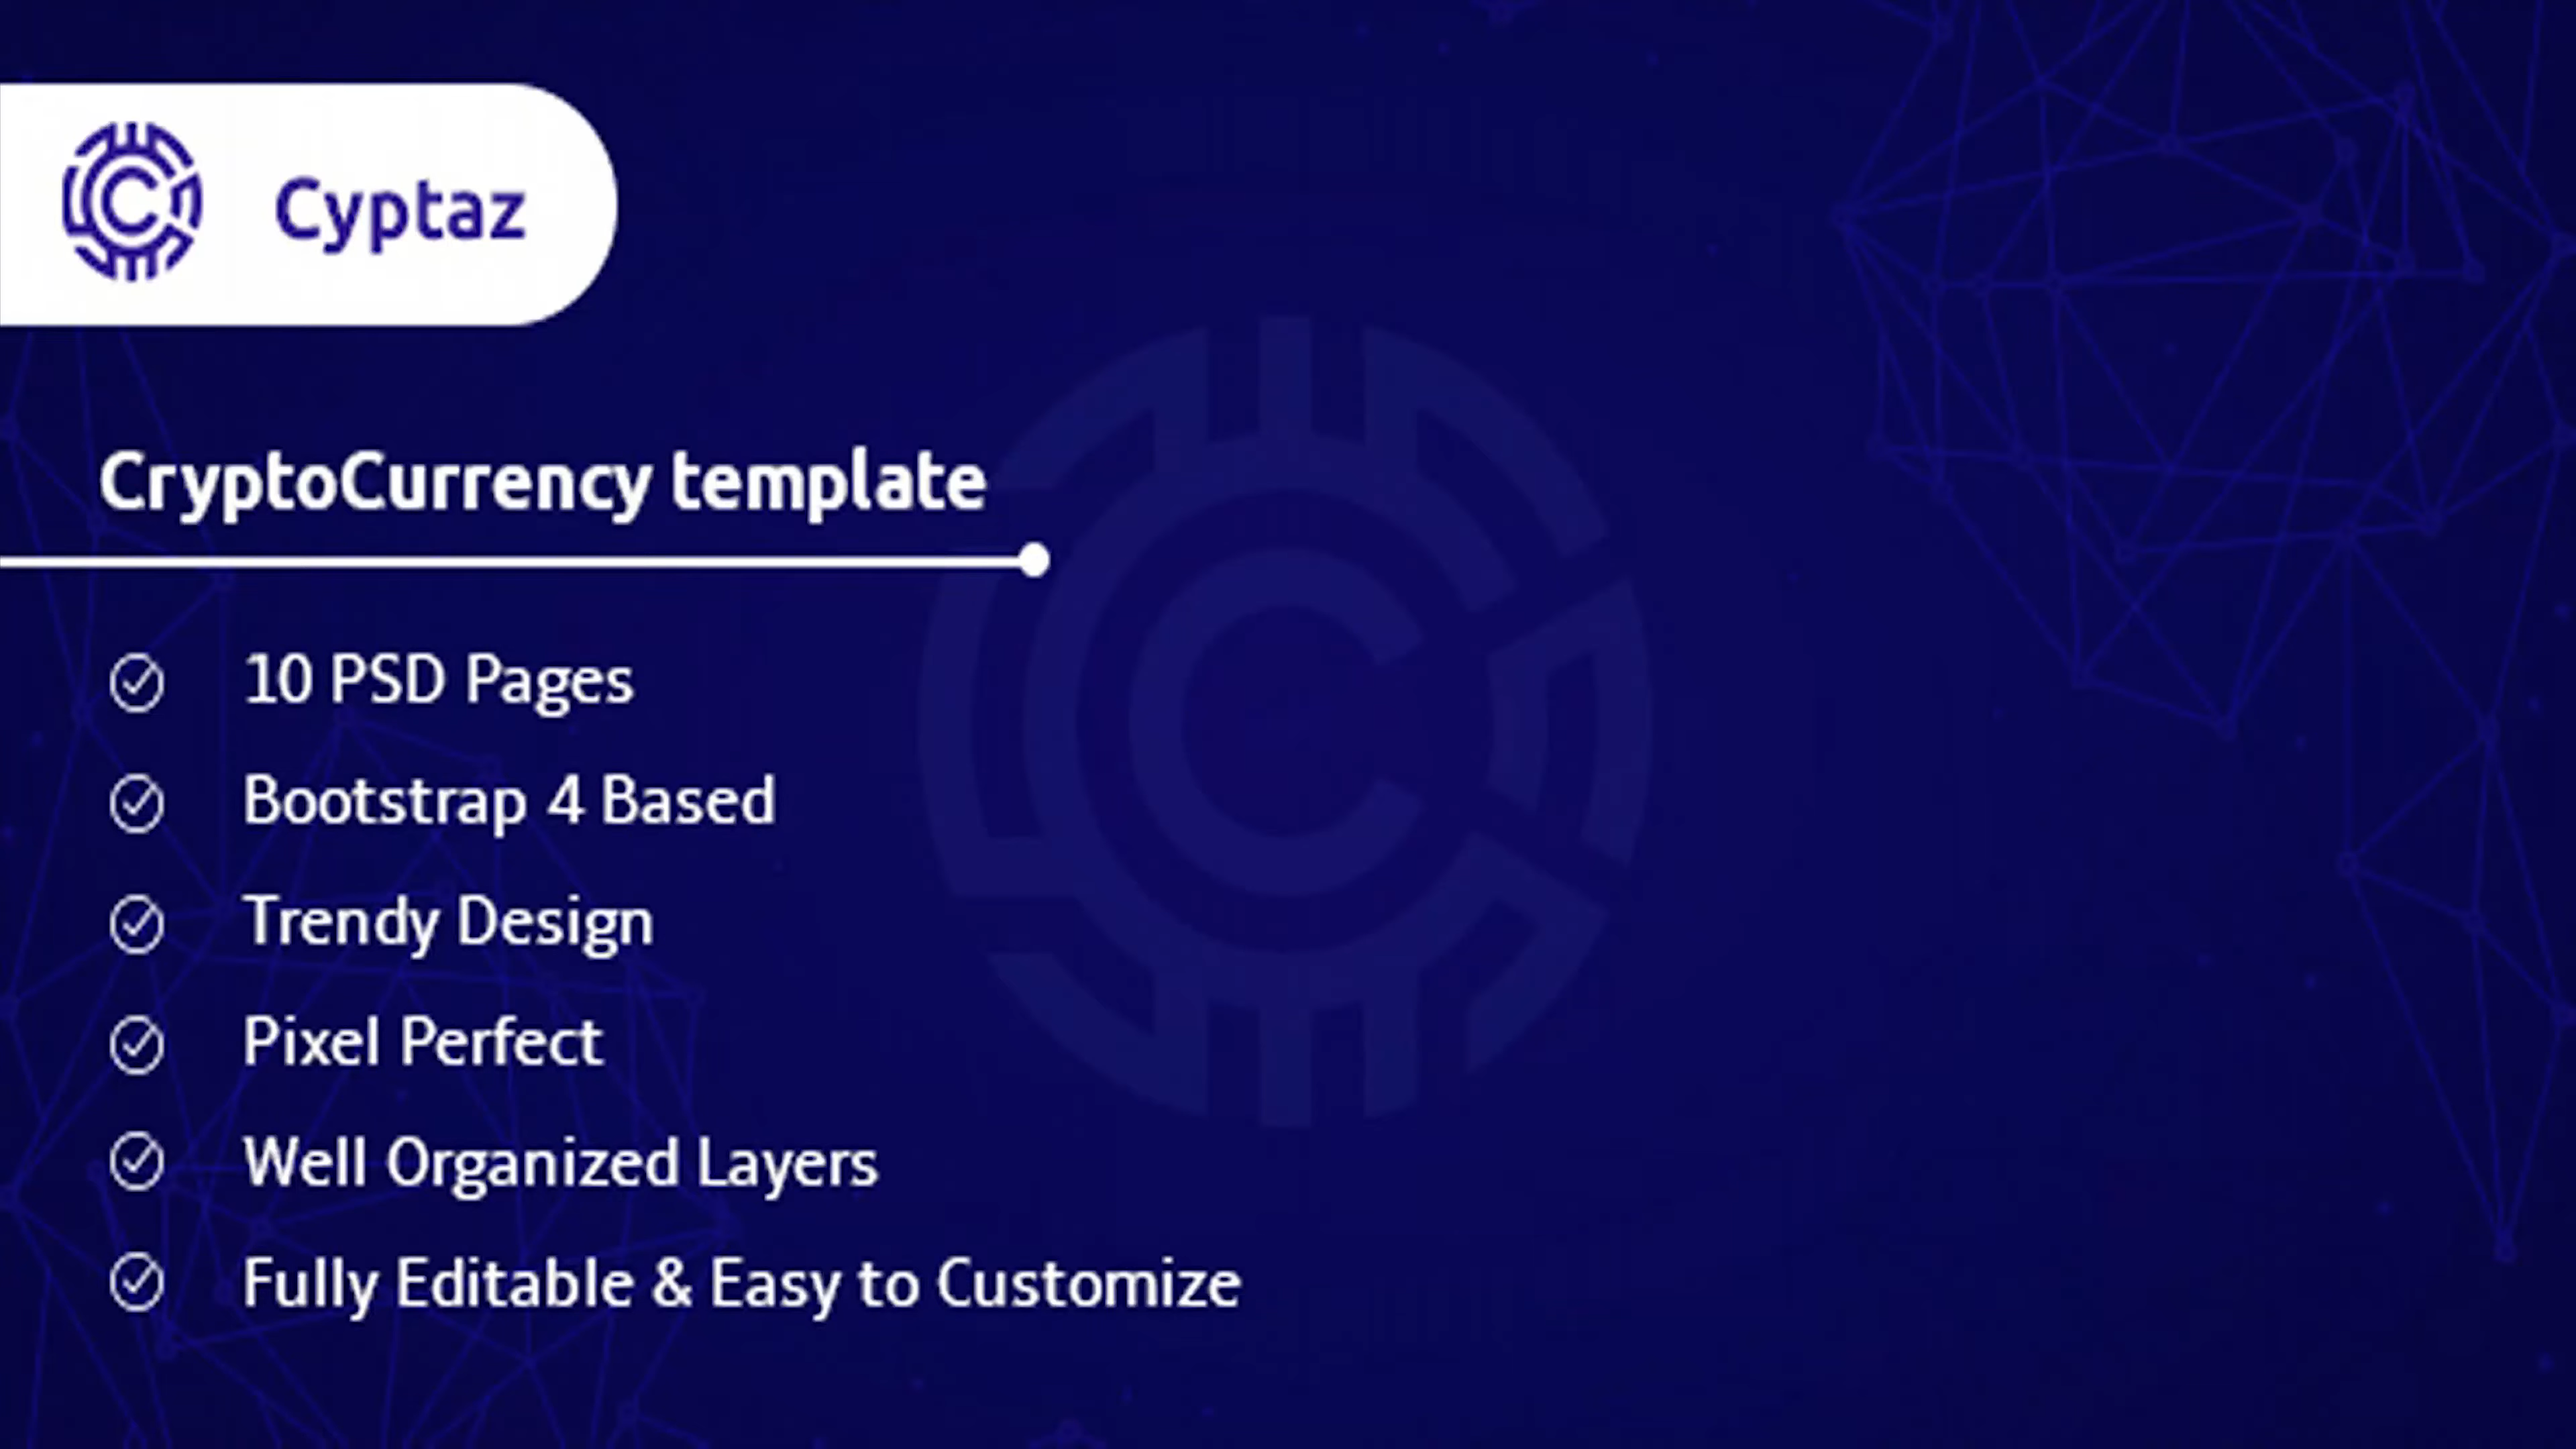 Cyptaz
CryptoCurrency template
10 PSD Pages
Bootstrap 4 Based
Trendy Design
Pixel Perfect
Well Organized Layers
Fully Editable & Easy to Customize